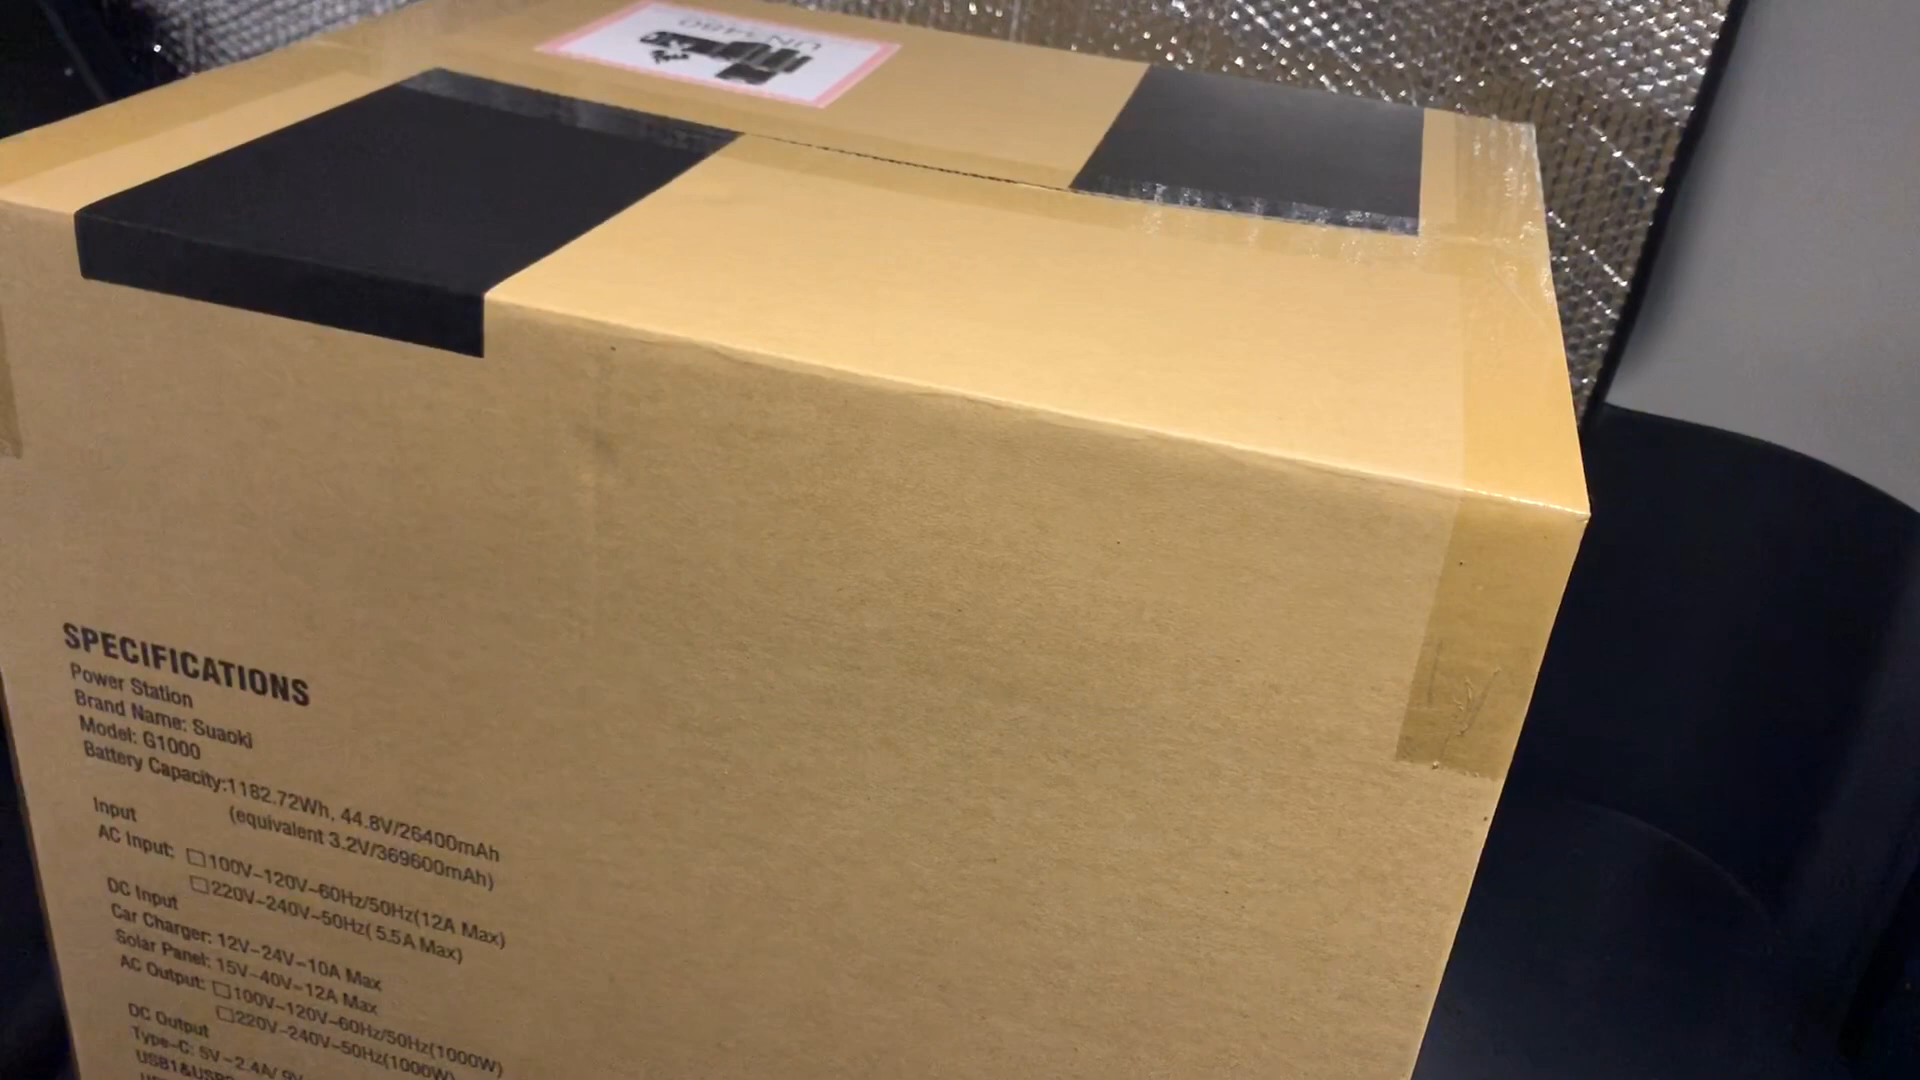 UN3480
SPECIFICATIONS
Power Station
Brand Name: Suaoki
Model: G1000
Battery Capacity:1182.72Wh, 44.8V/26400mAh
(equivalent 3.2V/369600mAh)
Input
AC Input: □100V~120V~60Hz/50Hz(12A Max)
□220V~240V~50Hz( 5.5A Max)
DC Input
Car Charger: 12V-24V⎓10A Max
Solar Panel: 15V-40V⎓12A Max
AC Output: □100V~120V~60Hz/50Hz(1000W)
□220V~240V~50Hz(1000W)
DC Output
Type-C: 5V⎓2.4A/ 9V